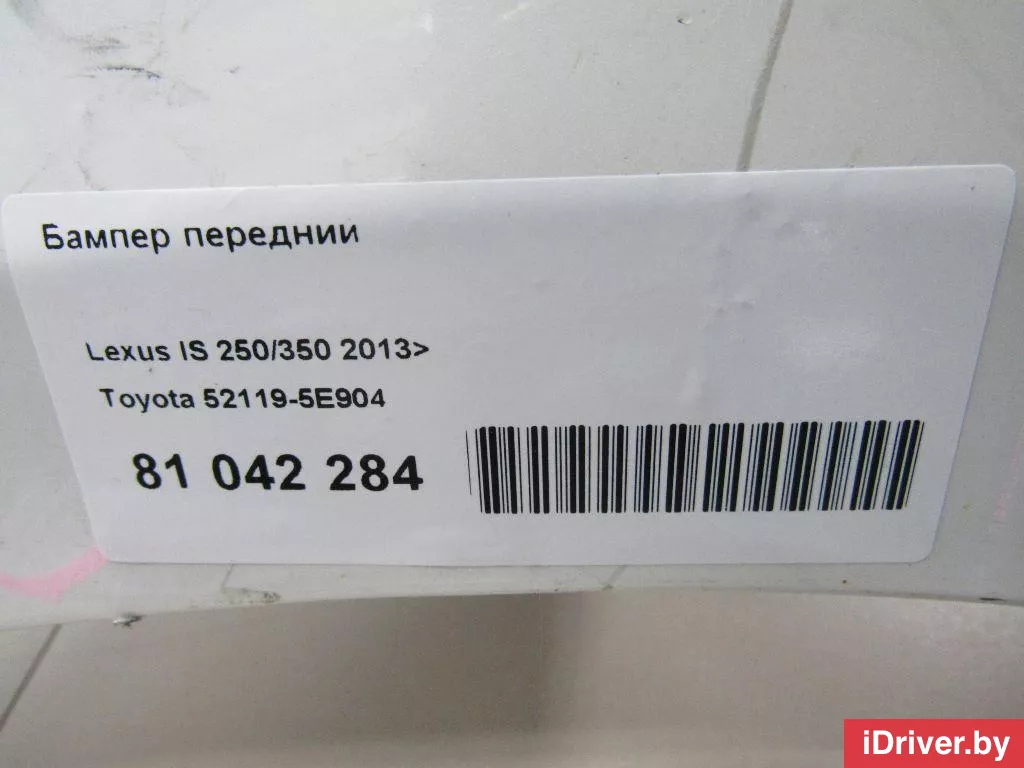 Бампер передний
Lexus IS 250/350 2013>
Toyota 52119-5E904
81 042 284
iDriver.by